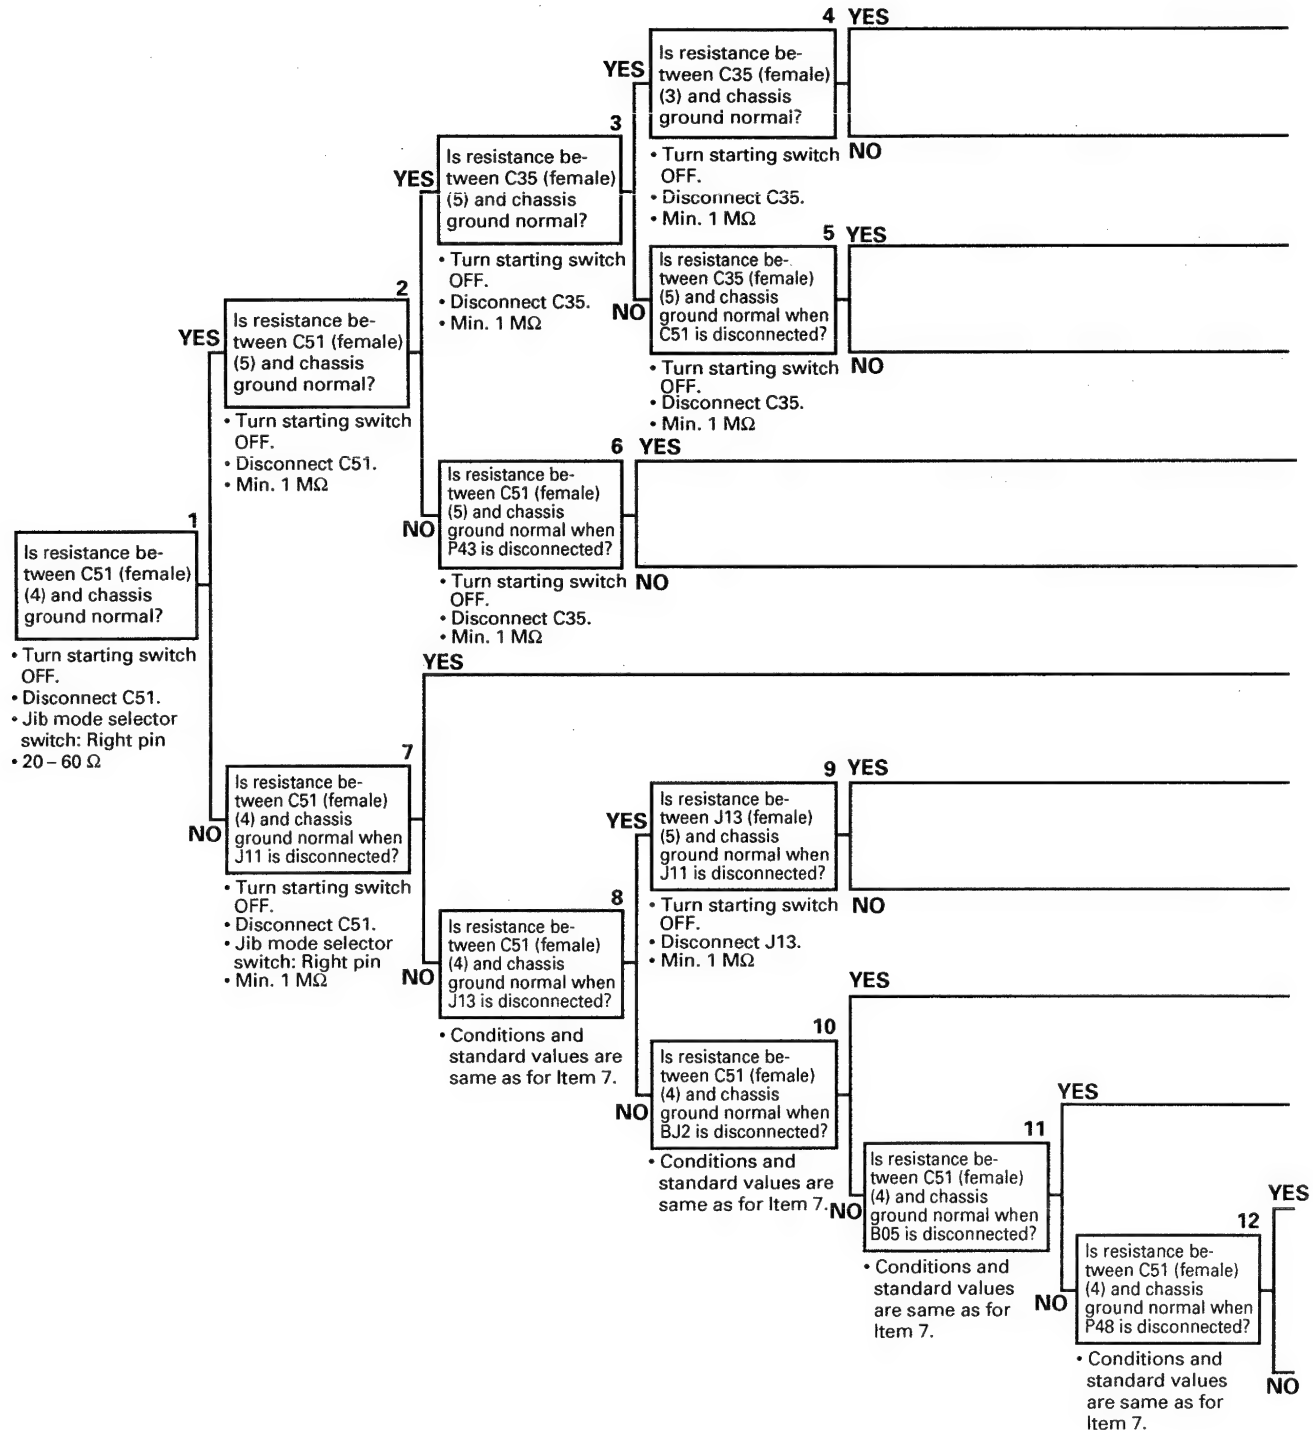 1
Is resistance be-
tween C51 (female)
(4) and chassis
ground normal?
• Turn starting switch
OFF.
• Disconnect C51.
• Jib mode selector
switch: Right pin
• 20 – 60 Ω
YES
NO
2
Is resistance be-
tween C51 (female)
(5) and chassis
ground normal?
• Turn starting switch
OFF.
• Disconnect C51.
• Min. 1 MΩ
YES
NO
3
Is resistance be-
tween C35 (female)
(5) and chassis
ground normal?
• Turn starting switch
OFF.
• Disconnect C35.
• Min. 1 MΩ
YES
NO
4
Is resistance be-
tween C35 (female)
(3) and chassis
ground normal?
• Turn starting switch
OFF.
• Disconnect C35.
• Min. 1 MΩ
YES
NO
5
Is resistance be-
tween C35 (female)
(5) and chassis
ground normal when
C51 is disconnected?
• Turn starting switch
OFF.
• Disconnect C35.
• Min. 1 MΩ
YES
NO
6
Is resistance be-
tween C51 (female)
(5) and chassis
ground normal when
P43 is disconnected?
• Turn starting switch
OFF.
• Disconnect C35.
• Min. 1 MΩ
YES
NO
7
Is resistance be-
tween C51 (female)
(4) and chassis
ground normal when
J11 is disconnected?
• Turn starting switch
OFF.
• Disconnect C51.
• Jib mode selector
switch: Right pin
• Min. 1 MΩ
YES
NO
8
Is resistance be-
tween C51 (female)
(4) and chassis
ground normal when
J13 is disconnected?
• Conditions and
standard values are
same as for Item 7.
YES
NO
9
Is resistance be-
tween J13 (female)
(5) and chassis
ground normal when
J11 is disconnected?
• Turn starting switch
OFF.
• Disconnect J13.
• Min. 1 MΩ
YES
NO
10
Is resistance be-
tween C51 (female)
(4) and chassis
ground normal when
BJ2 is disconnected?
• Conditions and
standard values are
same as for Item 7.
YES
NO
11
Is resistance be-
tween C51 (female)
(4) and chassis
ground normal when
B05 is disconnected?
• Conditions and
standard values
are same as for
Item 7.
YES
NO
12
Is resistance be-
tween C51 (female)
(4) and chassis
ground normal when
P48 is disconnected?
• Conditions and
standard values
are same as for
Item 7.
YES
NO